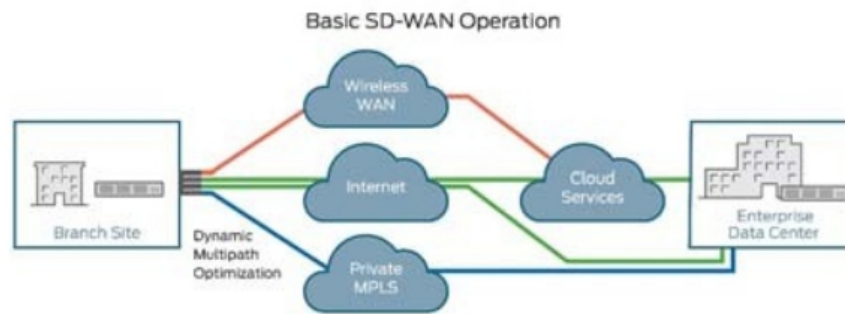 Basic SD-WAN Operation
Wireless
WAN
Branch Site
Internet
Cloud
Services
Enterprise
Data Center
Dynamic
Multipath
Optimization
Private
MPLS